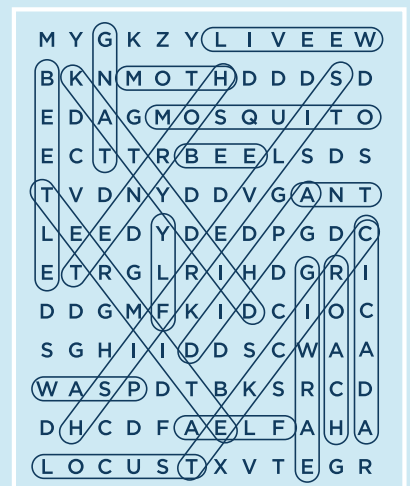 M Y G K Z Y L I V E E W
B K N M O T H D D D S D
E D A G M O S Q U I T O
E C T T R B E E L S D S
T V D N Y D D V G A N T
L E E D Y D E D P G D C
E T R G L R I H D G R I
D D G M F K I D C I O C
S G H I I D D S C W A A
W A S P D T B K S R C D
D H C D F A E L F A H A
L O C U S T X V T E G R